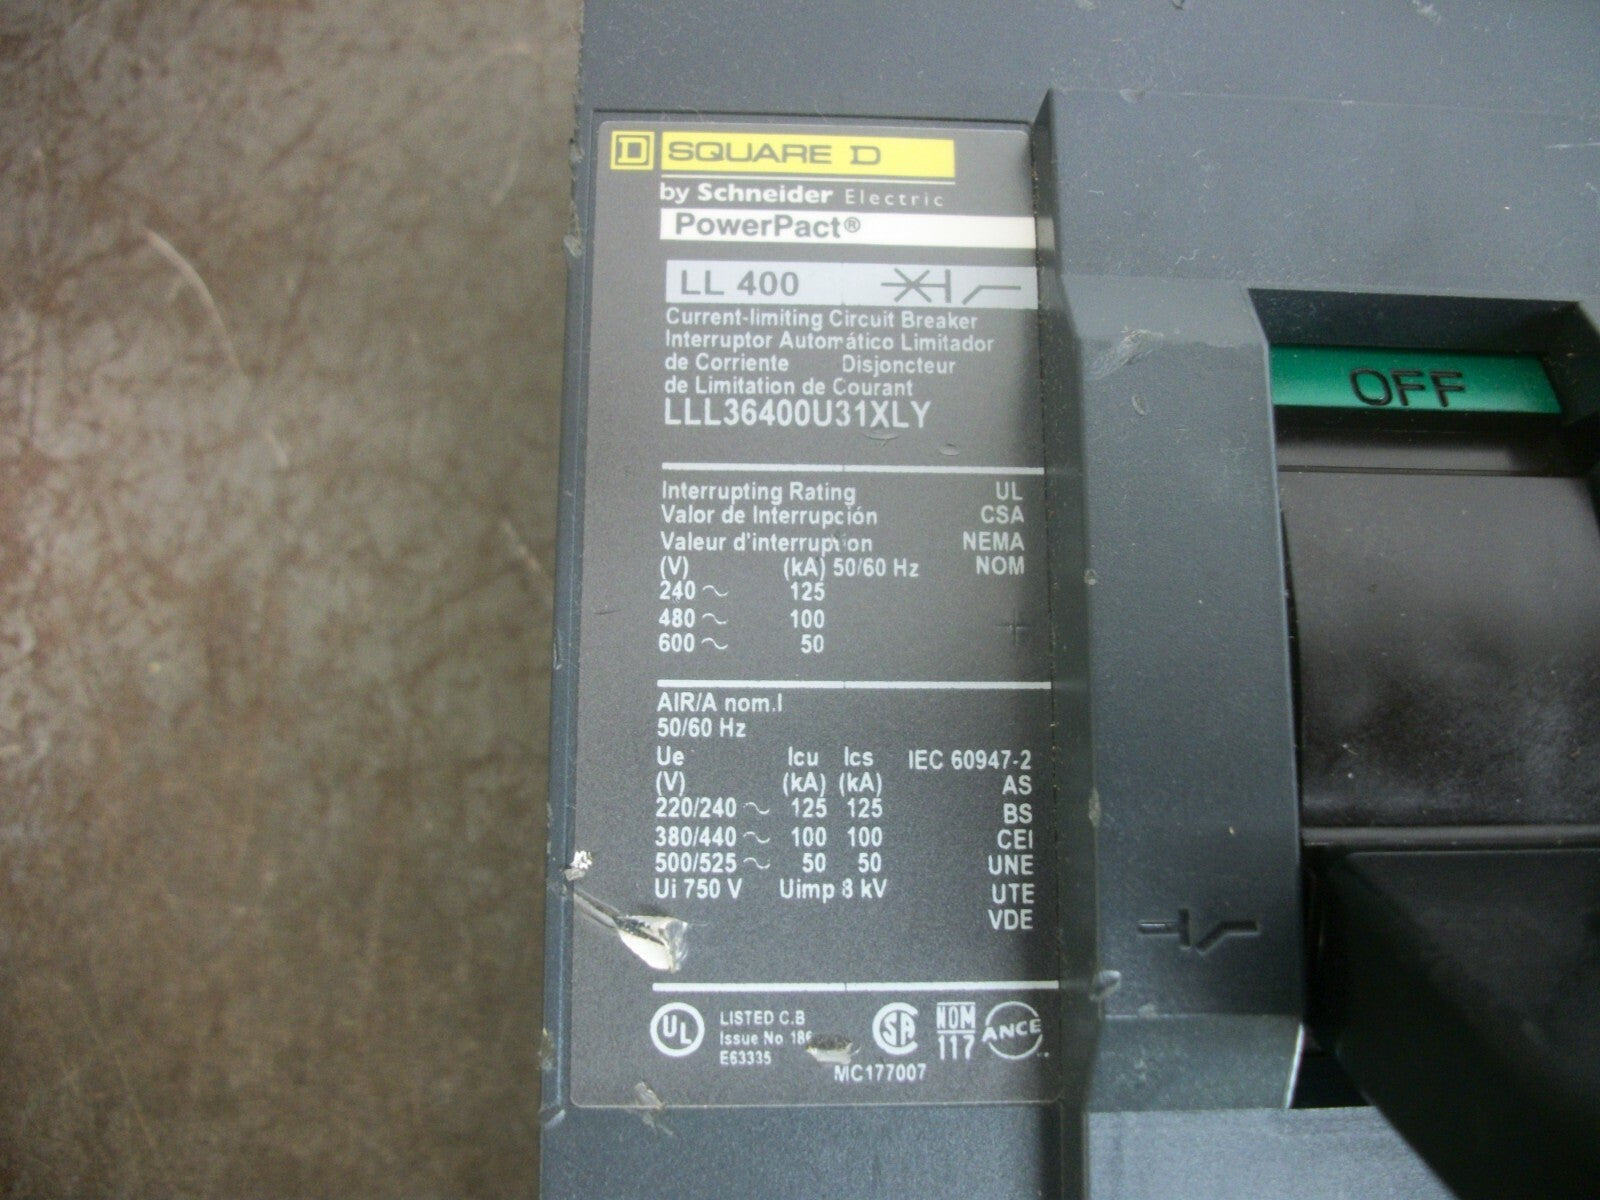 D SQUARE D
by Schneider Electric
PowerPact®
LL 400
Current-limiting Circuit Breaker
Interruptor Automático Limitador
de Corriente Disjoncteur
de Limitation de Courant
LLL36400U31XLY
Interrupting Rating UL
Valor de Interrupción CSA
Valeur d'interruption NEMA
(V) (kA) 50/60 Hz NOM
240 ~ 125
480 ~ 100
600 ~ 50
AIR/A nom.I
50/60 Hz
Ue Icu Ics IEC 60947-2
(V) (kA) (kA) AS
220/240 ~ 125 125 BS
380/440 ~ 100 100 CEI
500/525 ~ 50 50 UNE
Ui 750 V Uimp 8 kV UTE
VDE
UL LISTED C.B
Issue No
E63335
SA NOM 117 ANCE
MC177007
OFF